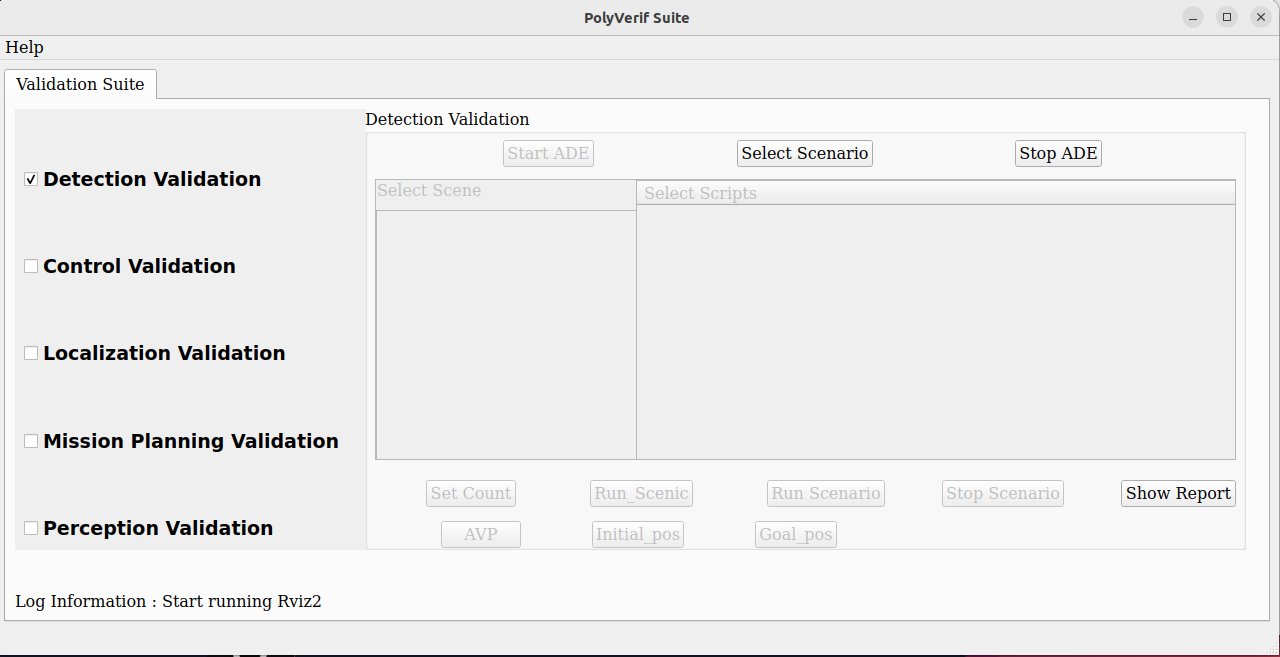 PolyVerif Suite
Help
Validation Suite
Detection Validation
Start ADE
Select Scenario
Stop ADE
Detection Validation
Select Scene
Select Scripts
Control Validation
Localization Validation
Mission Planning Validation
Set Count
Run_Scenic
Run Scenario
Stop Scenario
Show Report
Perception Validation
AVP
Initial_pos
Goal_pos
Log Information : Start running Rviz2